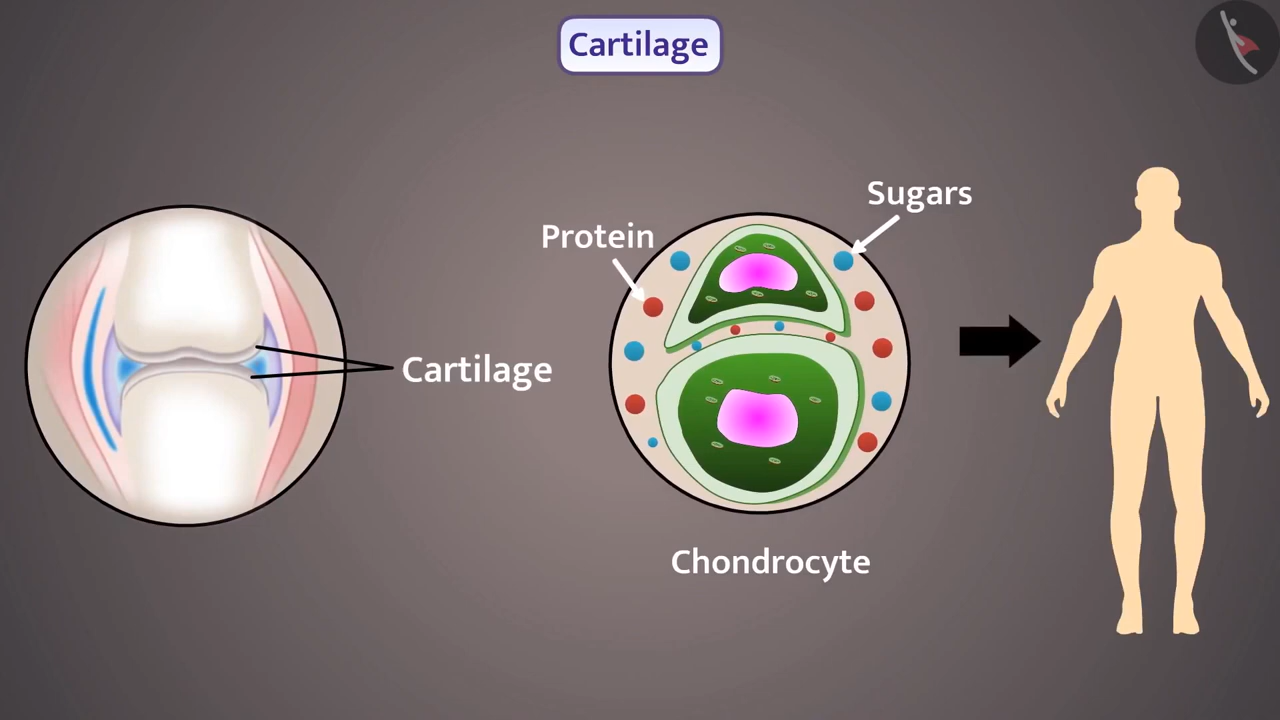 Cartilage
Sugars
Protein
Cartilage
Chondrocyte